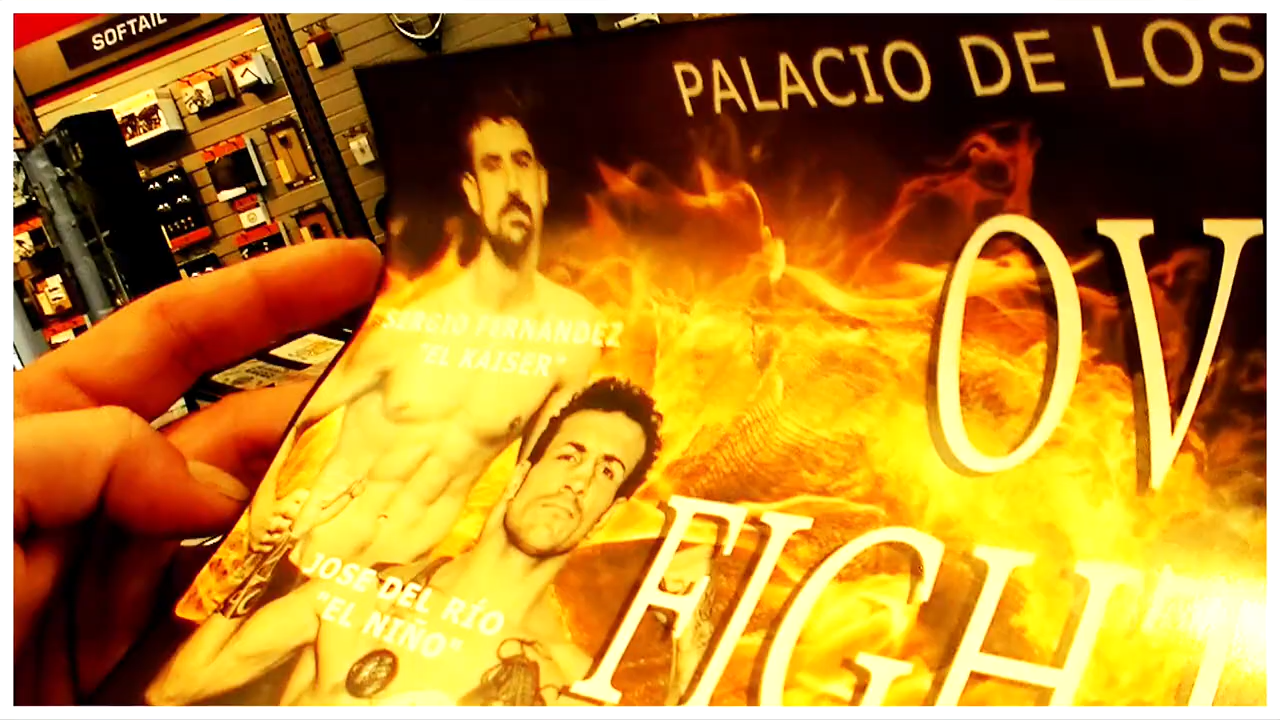 SOFTAIL
PALACIO DE LOS
OV
FIGHT
SERGIO FERNÁNDEZ
"EL KAISER"
JOSE DEL RÍO
"EL NIÑO"